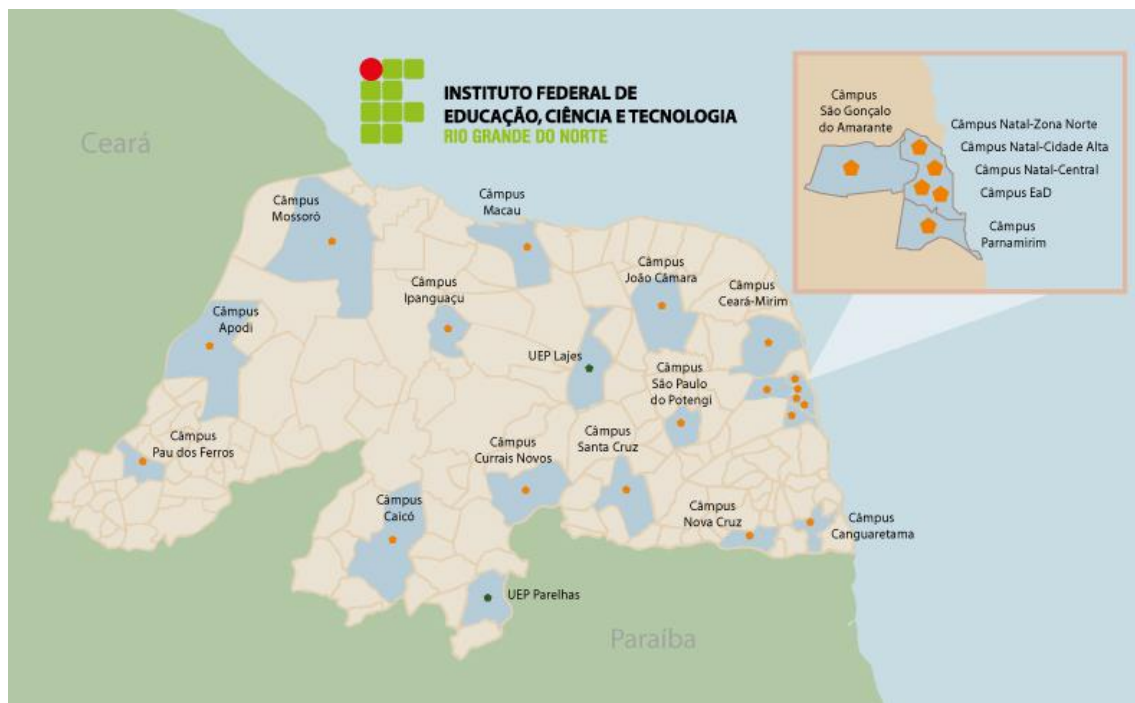 INSTITUTO FEDERAL DE
EDUCAÇÃO, CIÊNCIA E TECNOLOGIA
RIO GRANDE DO NORTE
Ceará
Câmpus
São Gonçalo
do Amarante
Câmpus Natal-Zona Norte
Câmpus Natal-Cidade Alta
Câmpus Natal-Central
Câmpus EaD
Câmpus
Parnamirim
Câmpus
Mossoró
Câmpus
Macau
Câmpus
João Câmara
Câmpus
Ceará-Mirim
Câmpus
Ipanguaçu
Câmpus
Apodi
UEP Lajes
Câmpus
São Paulo
do Potengi
Câmpus
Pau dos Ferros
Câmpus
Currais Novos
Câmpus
Santa Cruz
Câmpus
Caicó
Câmpus
Nova Cruz
Câmpus
Canguaretama
UEP Parelhas
Paraíba